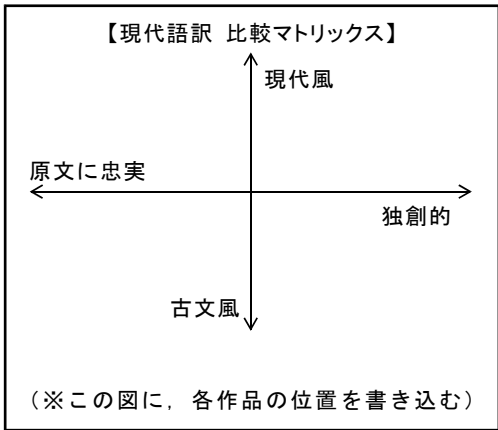 【現代語訳 比較マトリックス】
現代風
原文に忠実
独創的
古文風
(※この図に，各作品の位置を書き込む)